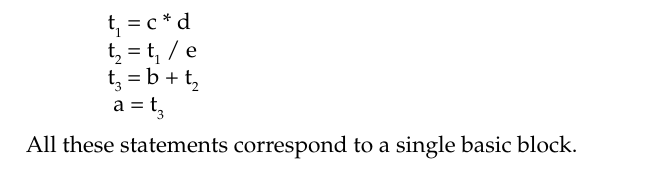 t₁ = c * d
t₂ = t₁ / e
t₃ = b + t₂
a = t₃
All these statements correspond to a single basic block.